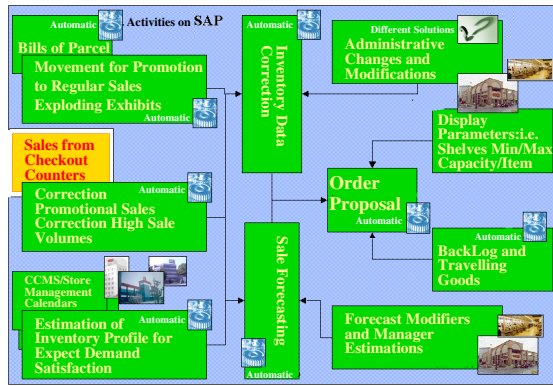 Automatic
Activities on SAP
Bills of Parcel
Movement for Promotion
to Regular Sales
Exploding Exhibits
Automatic
Sales from
Checkout
Counters
Automatic
Correction
Promotional Sales
Correction High Sale
Volumes
CCMS/Store
Management
Calendars
Automatic
Estimation of
Inventory Profile for
Expect Demand
Satisfaction
Automatic
Inventory Data
Correction
Sale Forecasting
Automatic
Different Solutions
Administrative
Changes and
Modifications
Display
Parameters:i.e.
Shelves Min/Max
Capacity/Item
Order
Proposal
Automatic
Automatic
BackLog and
Travelling
Goods
Forecast Modifiers
and Manager
Estimations